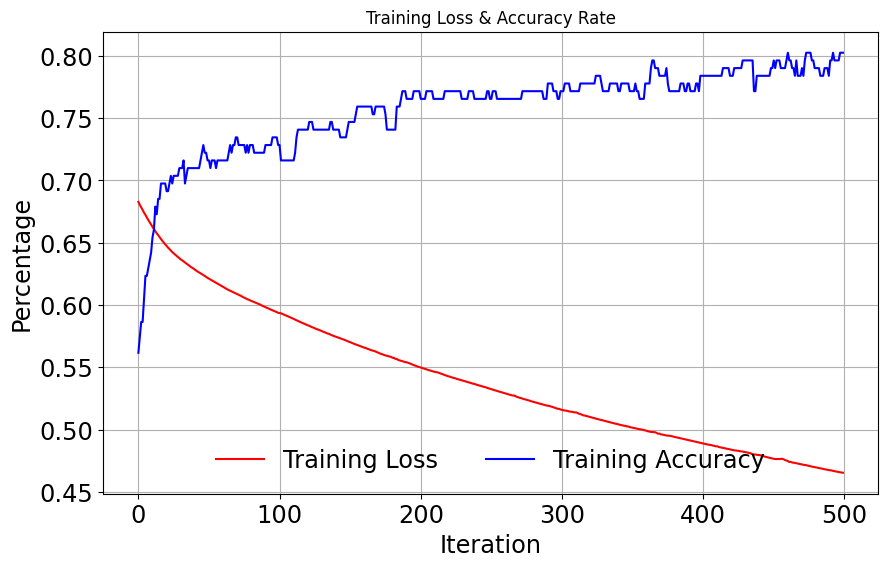 Training Loss & Accuracy Rate
0.80
0.75
0.70
0.65
0.60
0.55
0.50
0.45
Percentage
Training Loss Training Accuracy
0 100 200 300 400 500
Iteration